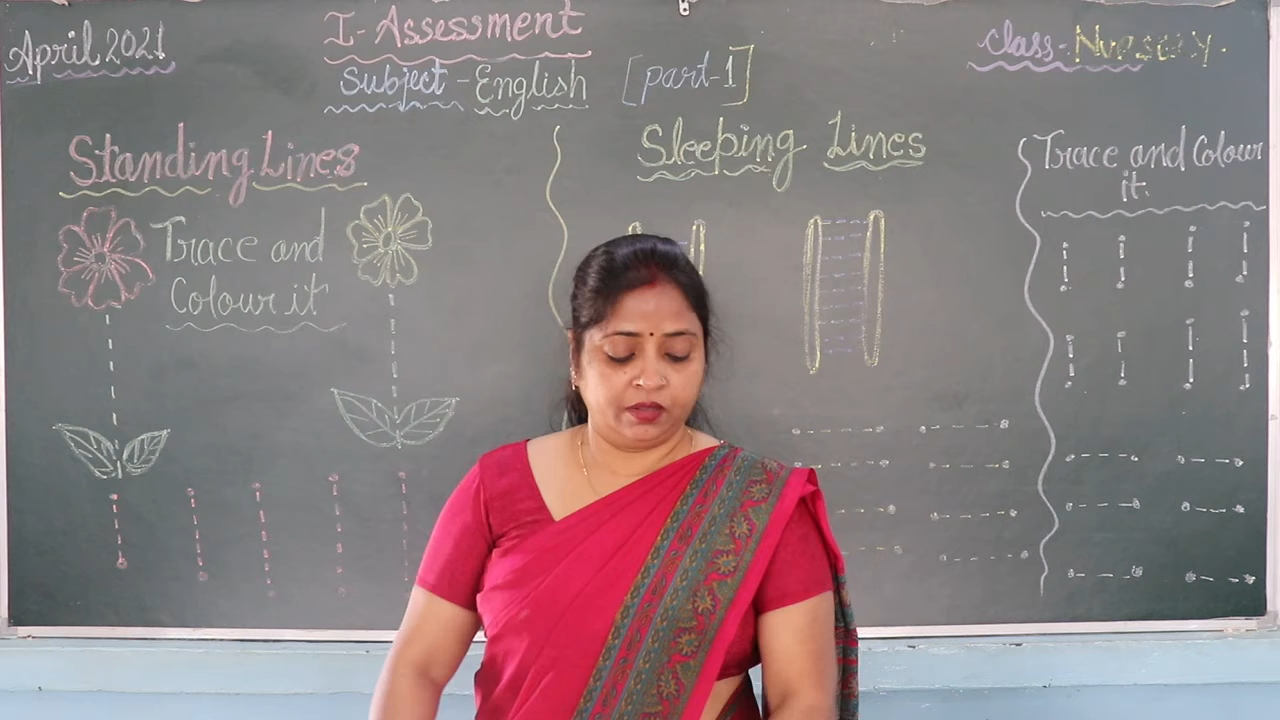 April 2021
I-Assessment
Class-Nursery.
Subject-English [part-1]
Standing Lines
Trace and
Colour it
Sleeping Lines
Trace and Colour
it.